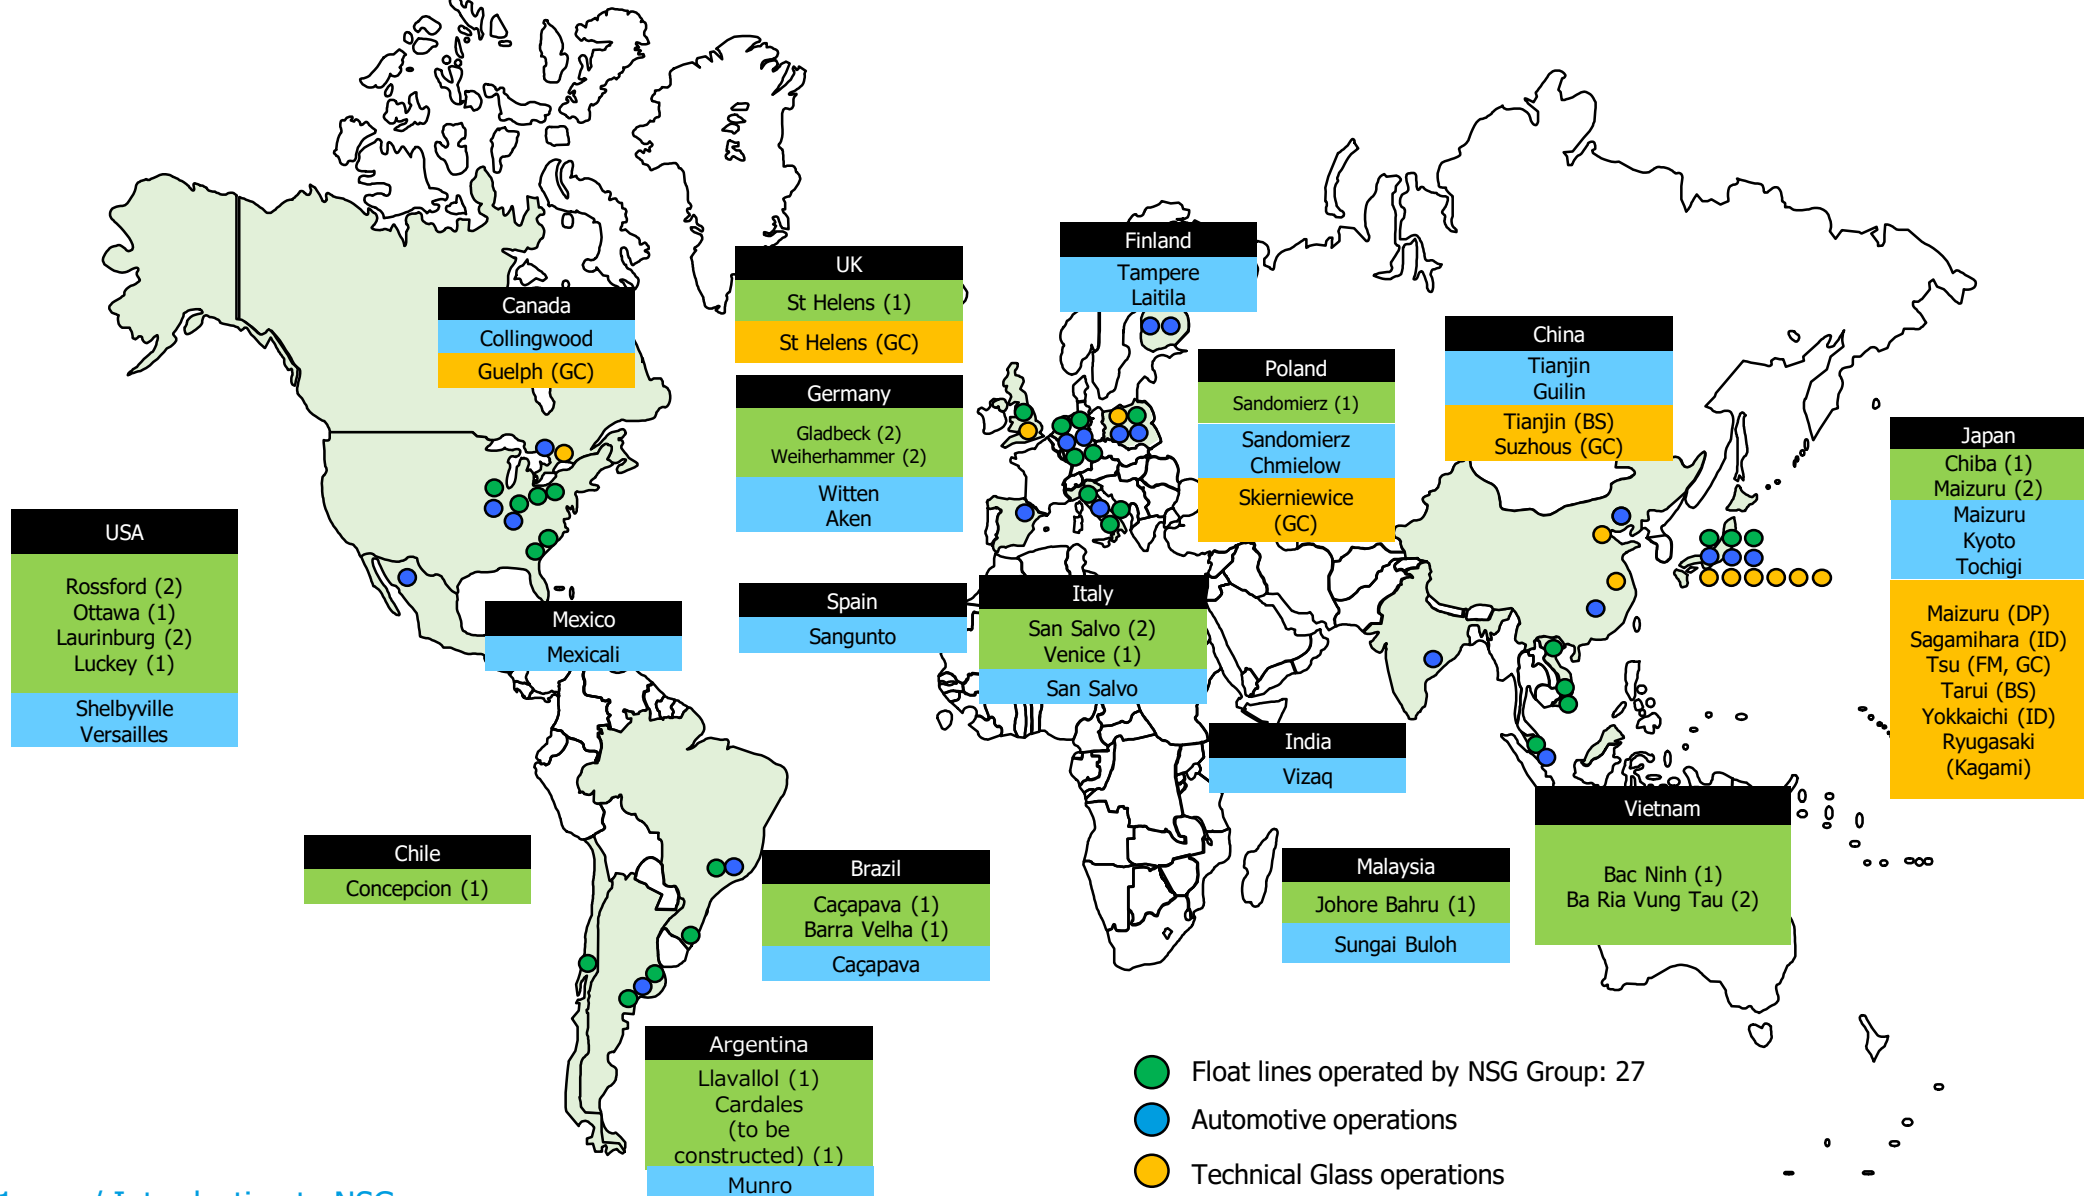 Finland
Tampere
Laitila
UK
St Helens (1)
St Helens (GC)
Canada
Collingwood
Guelph (GC)
China
Tianjin
Guilin
Tianjin (BS)
Suzhous (GC)
Poland
Sandomierz (1)
Sandomierz
Chmielow
Skierniewice
(GC)
Germany
Gladbeck (2)
Weiherhammer (2)
Witten
Aken
Japan
Chiba (1)
Maizuru (2)
Maizuru
Kyoto
Tochigi
Maizuru (DP)
Sagamihara (ID)
Tsu (FM, GC)
Tarui (BS)
Yokkaichi (ID)
Ryugasaki
(Kagami)
USA
Rossford (2)
Ottawa (1)
Laurinburg (2)
Luckey (1)
Shelbyville
Versailles
Mexico
Mexicali
Spain
Sangunto
Italy
San Salvo (2)
Venice (1)
San Salvo
India
Vizaq
Vietnam
Bac Ninh (1)
Ba Ria Vung Tau (2)
Chile
Concepcion (1)
Brazil
Caçapava (1)
Barra Velha (1)
Caçapava
Malaysia
Johore Bahru (1)
Sungai Buloh
Argentina
Llavallol (1)
Cardales
(to be
constructed) (1)
Munro
Float lines operated by NSG Group: 27
Automotive operations
Technical Glass operations